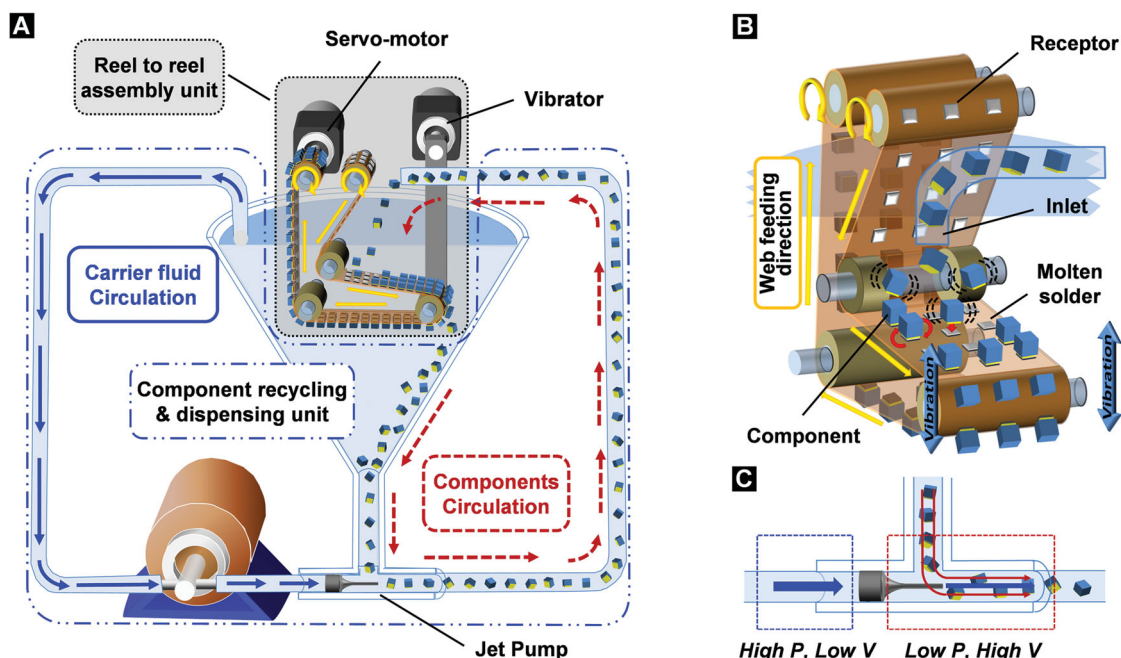 A
Servo-motor
Reel to reel
assembly unit
Vibrator
Carrier fluid
Circulation
Component recycling
& dispensing unit
Components
Circulation
Jet Pump
B
Receptor
Web feeding
direction
Inlet
Molten
solder
Component
Vibration
Vibration
C
High P, Low V
Low P, High V